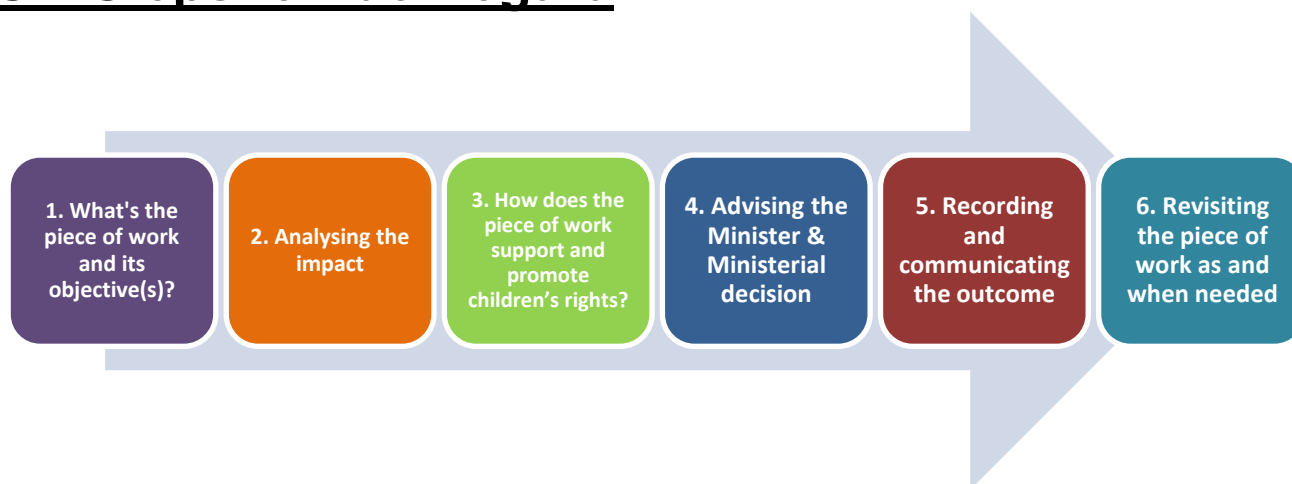 1. What's the
piece of work
and its
objective(s)?
2. Analysing the
impact
3. How does the
piece of work
support and
promote
children's rights?
4. Advising the
Minister &
Ministerial
decision
5. Recording
and
communicating
the outcome
6. Revisiting
the piece of
work as and
when needed